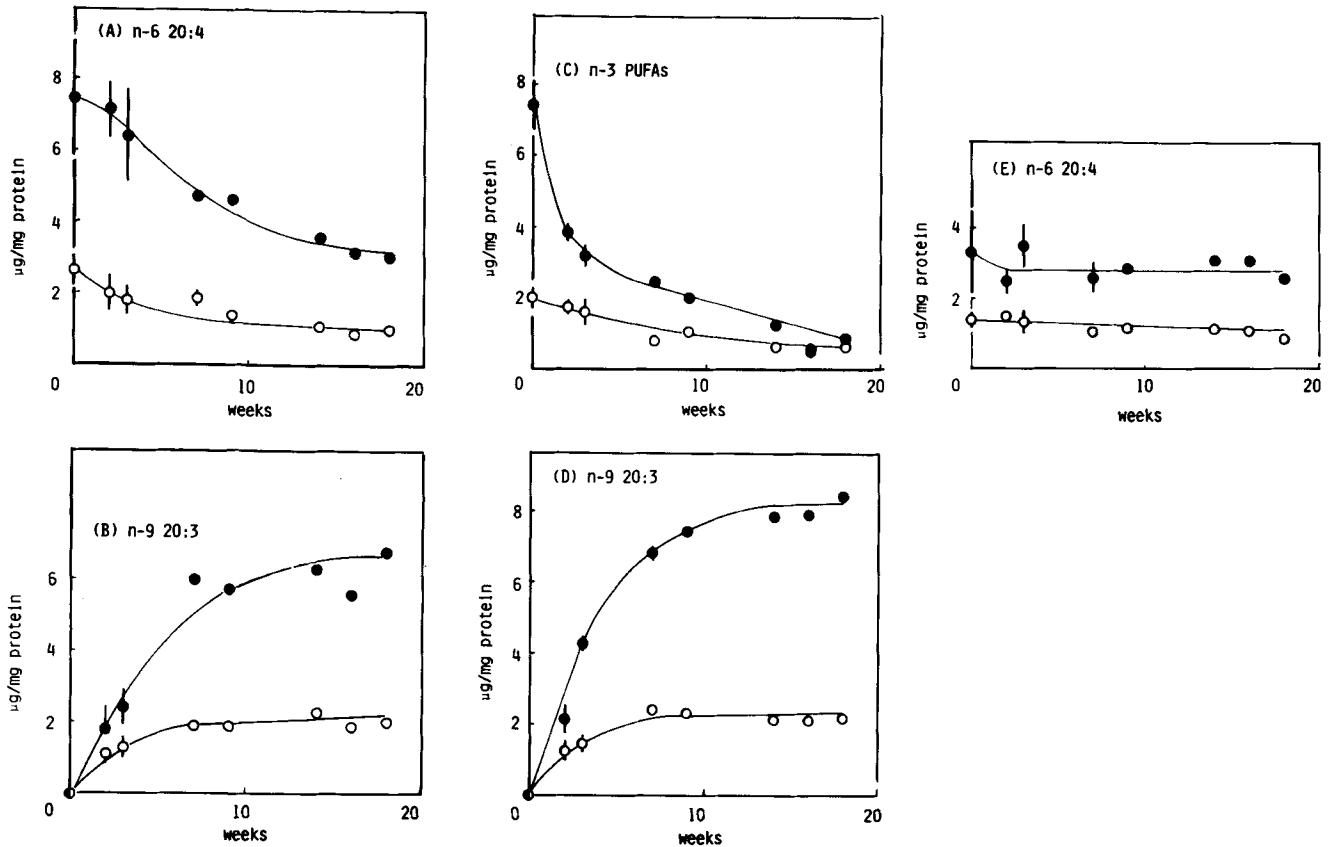 (A) n-6 20:4
µg/mg protein
8
6
4
2
0
10
20
weeks
(C) n-3 PUFAs
µg/mg protein
8
6
4
2
0
10
20
weeks
(E) n-6 20:4
µg/mg protein
4
2
0
10
20
weeks
(B) n-9 20:3
µg/mg protein
6
4
2
0
10
20
weeks
(D) n-9 20:3
µg/mg protein
8
6
4
2
0
10
20
weeks